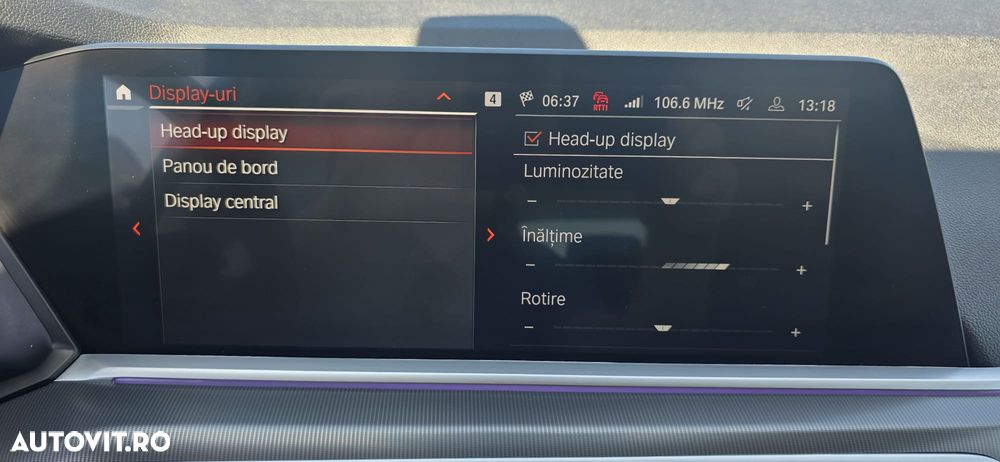 Display-uri
4
06:37
RTTI
106.6 MHz
13:18
Head-up display
Panou de bord
Display central
Head-up display
Luminozitate
Înălțime
Rotire
AUTOVIT.RO